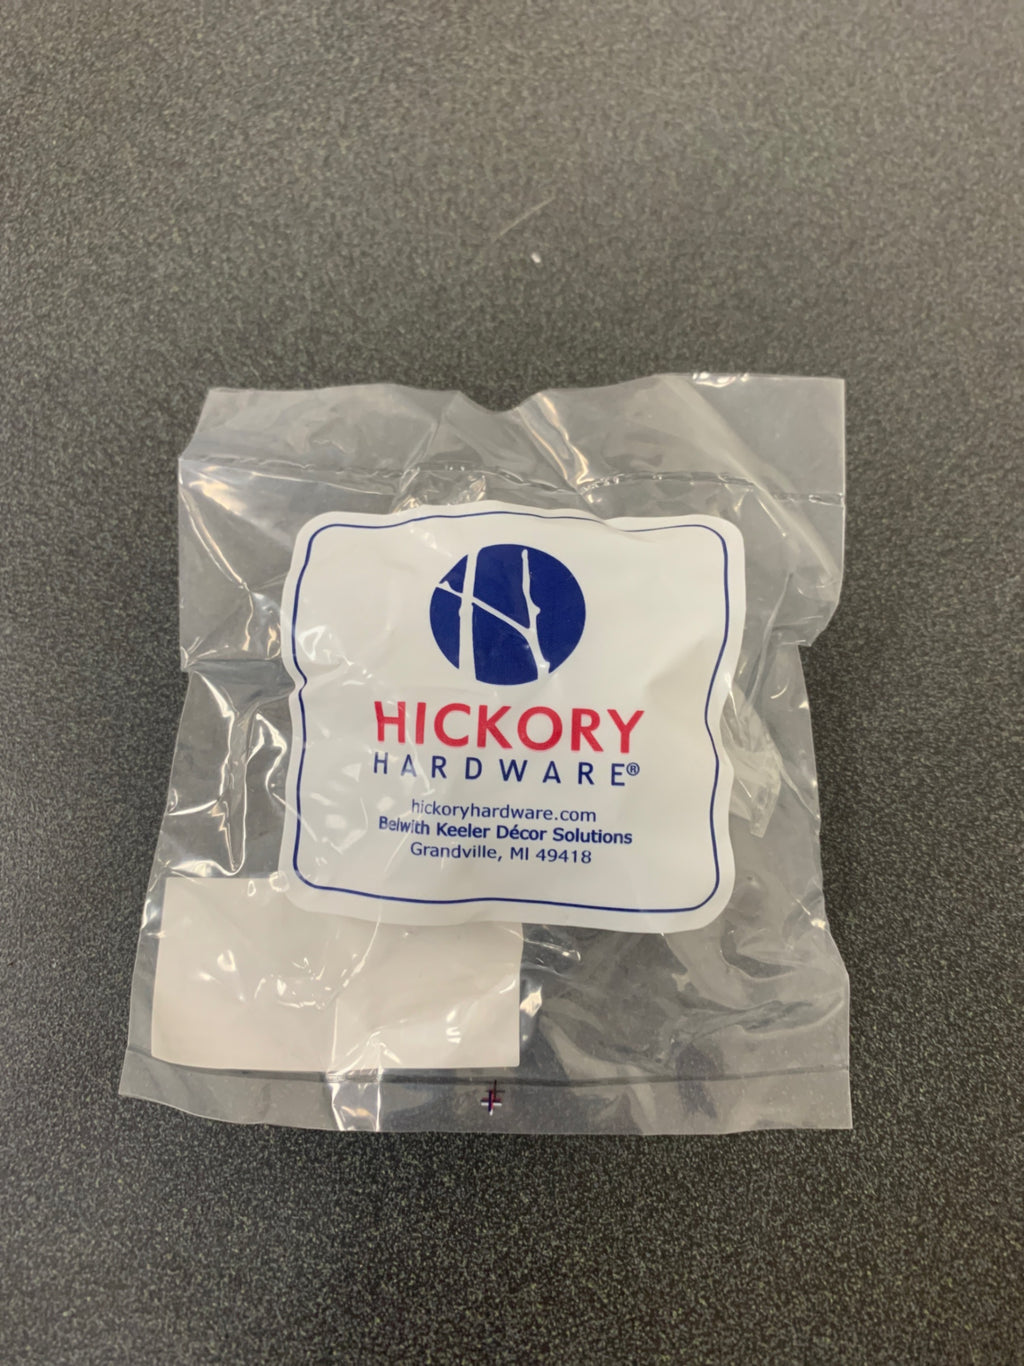 HICKORY
HARDWARE®
hickoryhardware.com
Belwith Keeler Décor Solutions
Grandville, MI 49418